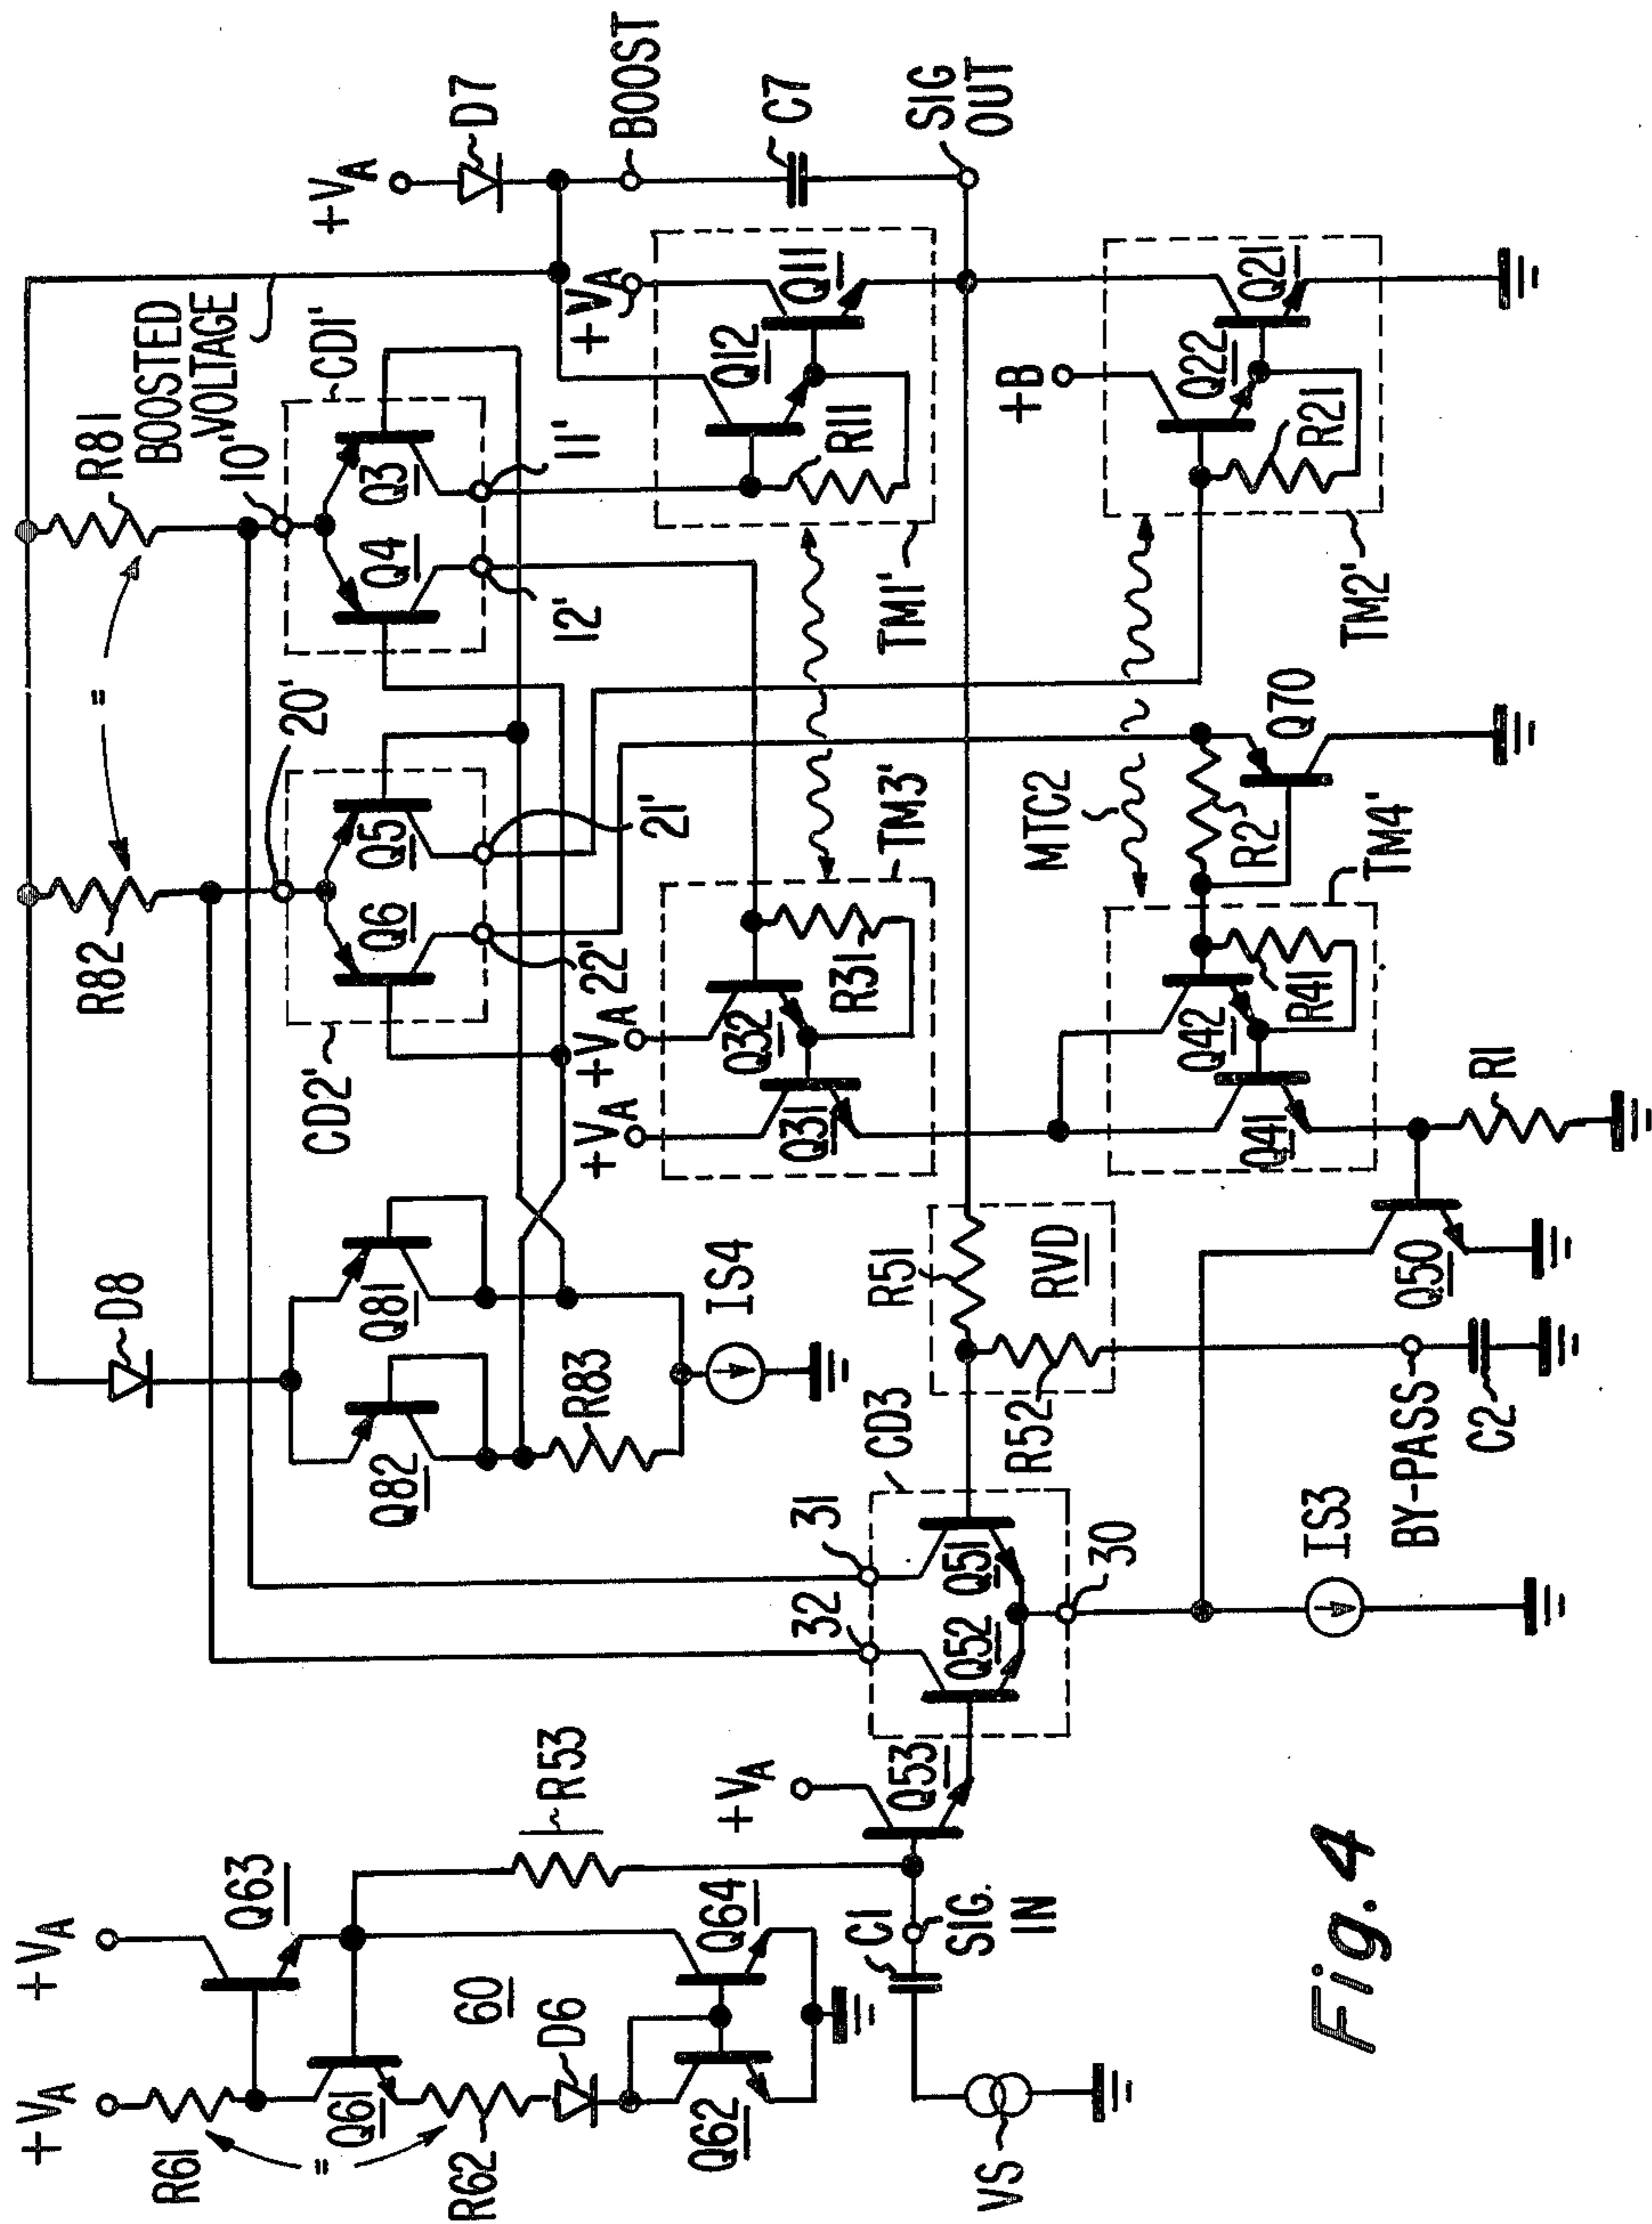 +VA
D7
BOOST
C7
SIG
OUT
R81
BOOSTED
VOLTAGE
10'
CD1'
Q3
Q4
11'
12'
+VA
Q11
Q12
R11
TM1'
+B
Q21
Q22
R21
TM2'
=
R82
20'
Q5
Q6
CD2'
21'
22'
+VA
+VA
Q32
Q31
R31
TM3'
MTC2
R2
Q70
Q42
Q41
R41
TM4'
R1
Q50
D8
Q81
Q82
R83
IS4
R51
RVD
R52
BY-PASS
C2
CD3
31
32
Q51
Q52
30
IS3
+VA
+VA
Q63
R53
+VA
Q53
R61
Q61
=
R62
60
D6
Q64
Q62
C1
SIG.
IN
VS
Fig. 4